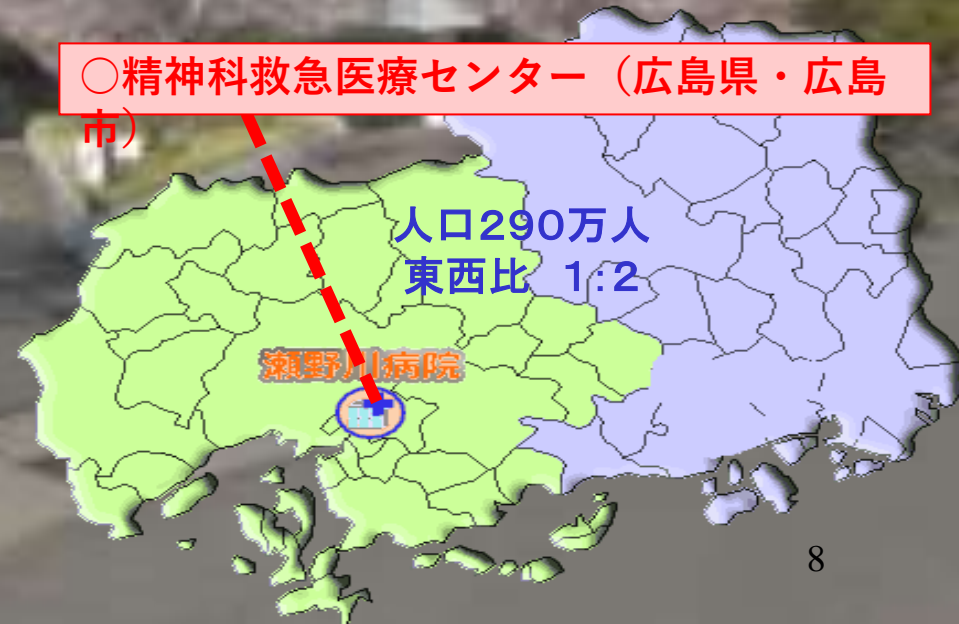 ○精神科救急医療センター（広島県・広島
市）
人口290万人
東西比　1:2
瀬野川病院
8